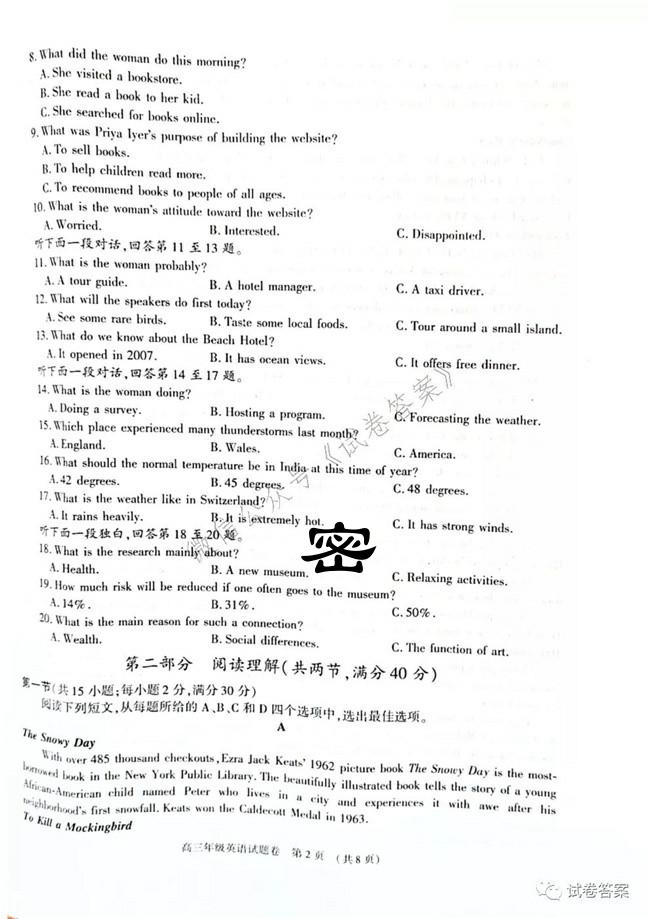 8. What did the woman do this morning?
A. She visited a bookstore.
B. She read a book to her kid.
C. She searched for books online.
9. What was Priya Iyer's purpose of building the website?
A. To sell books.
B. To help children read more.
C. To recommend books to people of all ages.
10. What is the woman's attitude toward the website?
A. Worried. B. Interested. C. Disappointed.
听下面一段对话,回答第 11 至 13 题。
11. What is the woman probably?
A. A tour guide. B. A hotel manager. C. A taxi driver.
12. What will the speakers do first today?
A. See some rare birds. B. Taste some local foods. C. Tour around a small island.
13. What do we know about the Beach Hotel?
A. It opened in 2007. B. It has ocean views. C. It offers free dinner.
听下面一段对话,回答第 14 至 17 题。
14. What is the woman doing?
A. Doing a survey. B. Hosting a program. C. Forecasting the weather.
15. Which place experienced many thunderstorms last month?
A. England. B. Wales. C. America.
16. What should the normal temperature be in India at this time of year?
A. 42 degrees. B. 45 degrees. C. 48 degrees.
17. What is the weather like in Switzerland?
A. It rains heavily. B. It is extremely hot. C. It has strong winds.
听下面一段独白,回答第 18 至 20 题。
密
18. What is the research mainly about?
A. Health. B. A new museum. C. Relaxing activities.
19. How much risk will be reduced if one often goes to the museum?
A. 14%. B. 31%. C. 50%.
20. What is the main reason for such a connection?
A. Wealth. B. Social differences. C. The function of art.
微信公众号《试卷答案》
第二部分 阅读理解(共两节,满分 40 分)
第一节(共 15 小题;每小题 2 分,满分 30 分)
阅读下列短文,从每题所给的 A、B、C 和 D 四个选项中,选出最佳选项。
A
The Snowy Day
With over 485 thousand checkouts, Ezra Jack Keats' 1962 picture book The Snowy Day is the most-
borrowed book in the New York Public Library. The beautifully illustrated book tells the story of a young
African-American child named Peter who lives in a city and experiences it with awe after his
neighborhood's first snowfall. Keats won the Caldecott Medal in 1963.
To Kill a Mockingbird
高三年级英语试题卷 第 2 页 (共 8 页)
试卷答案